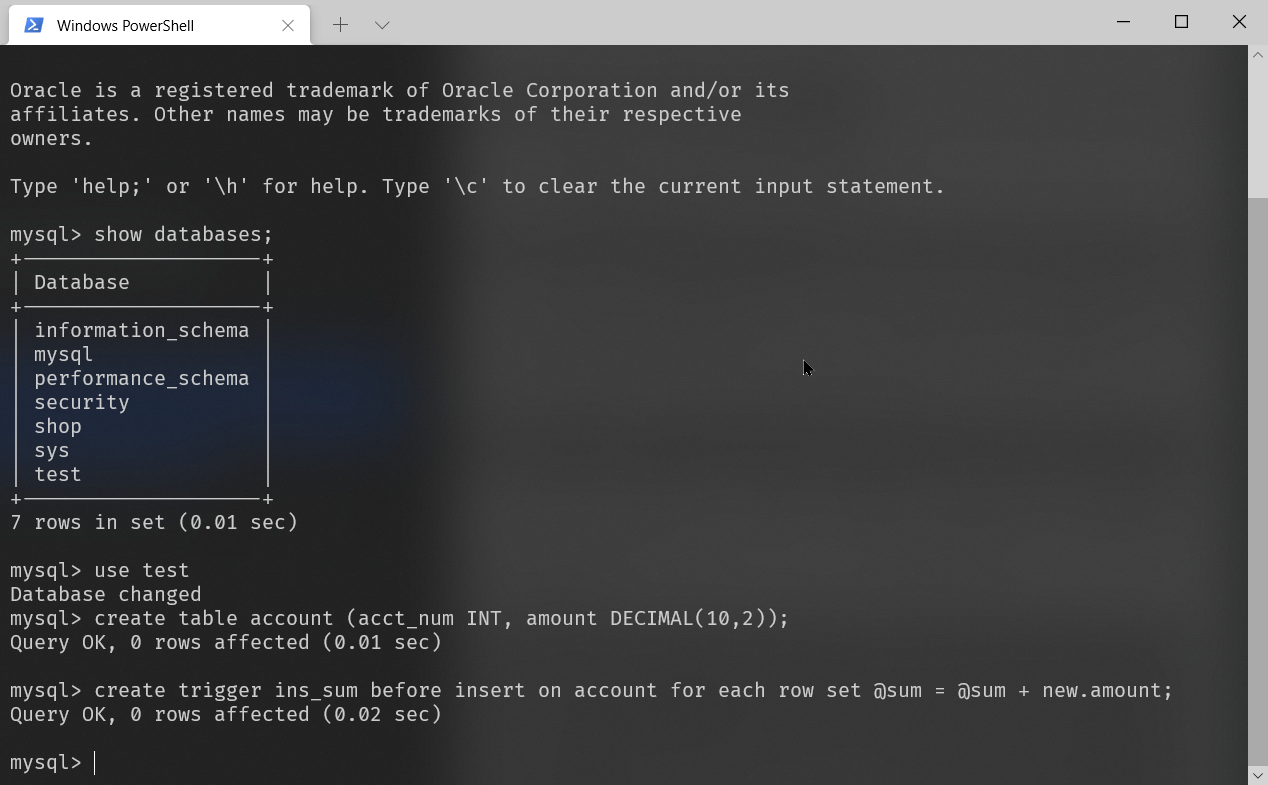 Windows PowerShell
Oracle is a registered trademark of Oracle Corporation and/or its
affiliates. Other names may be trademarks of their respective
owners.
Type 'help;' or '\h' for help. Type '\c' to clear the current input statement.
mysql> show databases;
+--------------------+
| Database           |
+--------------------+
| information_schema |
| mysql              |
| performance_schema |
| security           |
| shop               |
| sys                |
| test               |
+--------------------+
7 rows in set (0.01 sec)
mysql> use test
Database changed
mysql> create table account (acct_num INT, amount DECIMAL(10,2));
Query OK, 0 rows affected (0.01 sec)
mysql> create trigger ins_sum before insert on account for each row set @sum = @sum + new.amount;
Query OK, 0 rows affected (0.02 sec)
mysql>